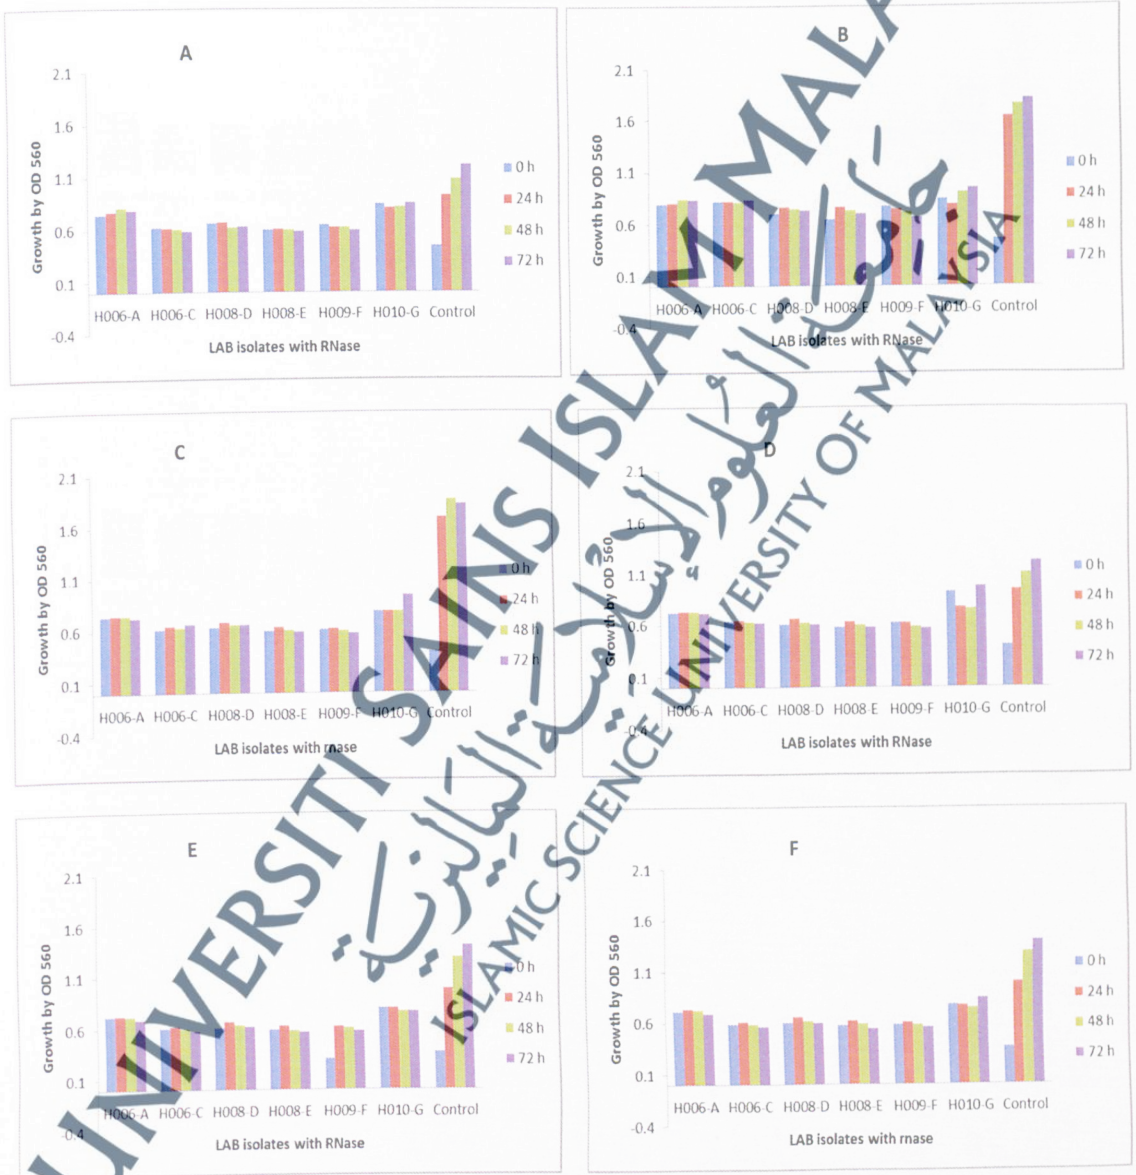 A
2.1
1.6
1.1
0.6
0.1
-0.4
Growth by OD 560
H006-A H006-C H008-D H008-E H009-F H010-G Control
LAB isolates with RNase
0 h
24 h
48 h
72 h
B
2.1
1.6
1.1
0.6
0.1
-0.4
Growth by OD 560
H006-A H006-C H008-D H008-E H009-F H010-G Control
LAB isolates with RNase
0 h
24 h
48 h
72 h
C
2.1
1.6
1.1
0.6
0.1
-0.4
Growth by OD 560
H006-A H006-C H008-D H008-E H009-F H010-G Control
LAB isolates with rnase
0 h
24 h
48 h
72 h
D
2.1
1.6
1.1
0.6
0.1
-0.4
Growth by OD 560
H006-A H006-C H008-D H008-E H009-F H010-G Control
LAB isolates with RNase
0 h
24 h
48 h
72 h
E
2.1
1.6
1.1
0.6
0.1
-0.4
Growth by OD 560
H006-A H006-C H008-D H008-E H009-F H010-G Control
LAB isolates with RNase
0 h
24 h
48 h
72 h
F
2.1
1.6
1.1
0.6
0.1
-0.4
Growth by OD 560
H006-A H006-C H008-D H008-E H009-F H010-G Control
LAB isolates with rnase
0 h
24 h
48 h
72 h
UNIVERSITI SAINS ISLAM MALA
جامعة العلوم الإسلامية الماليزية
ISLAMIC SCIENCE UNIVERSITY OF MALAYSIA